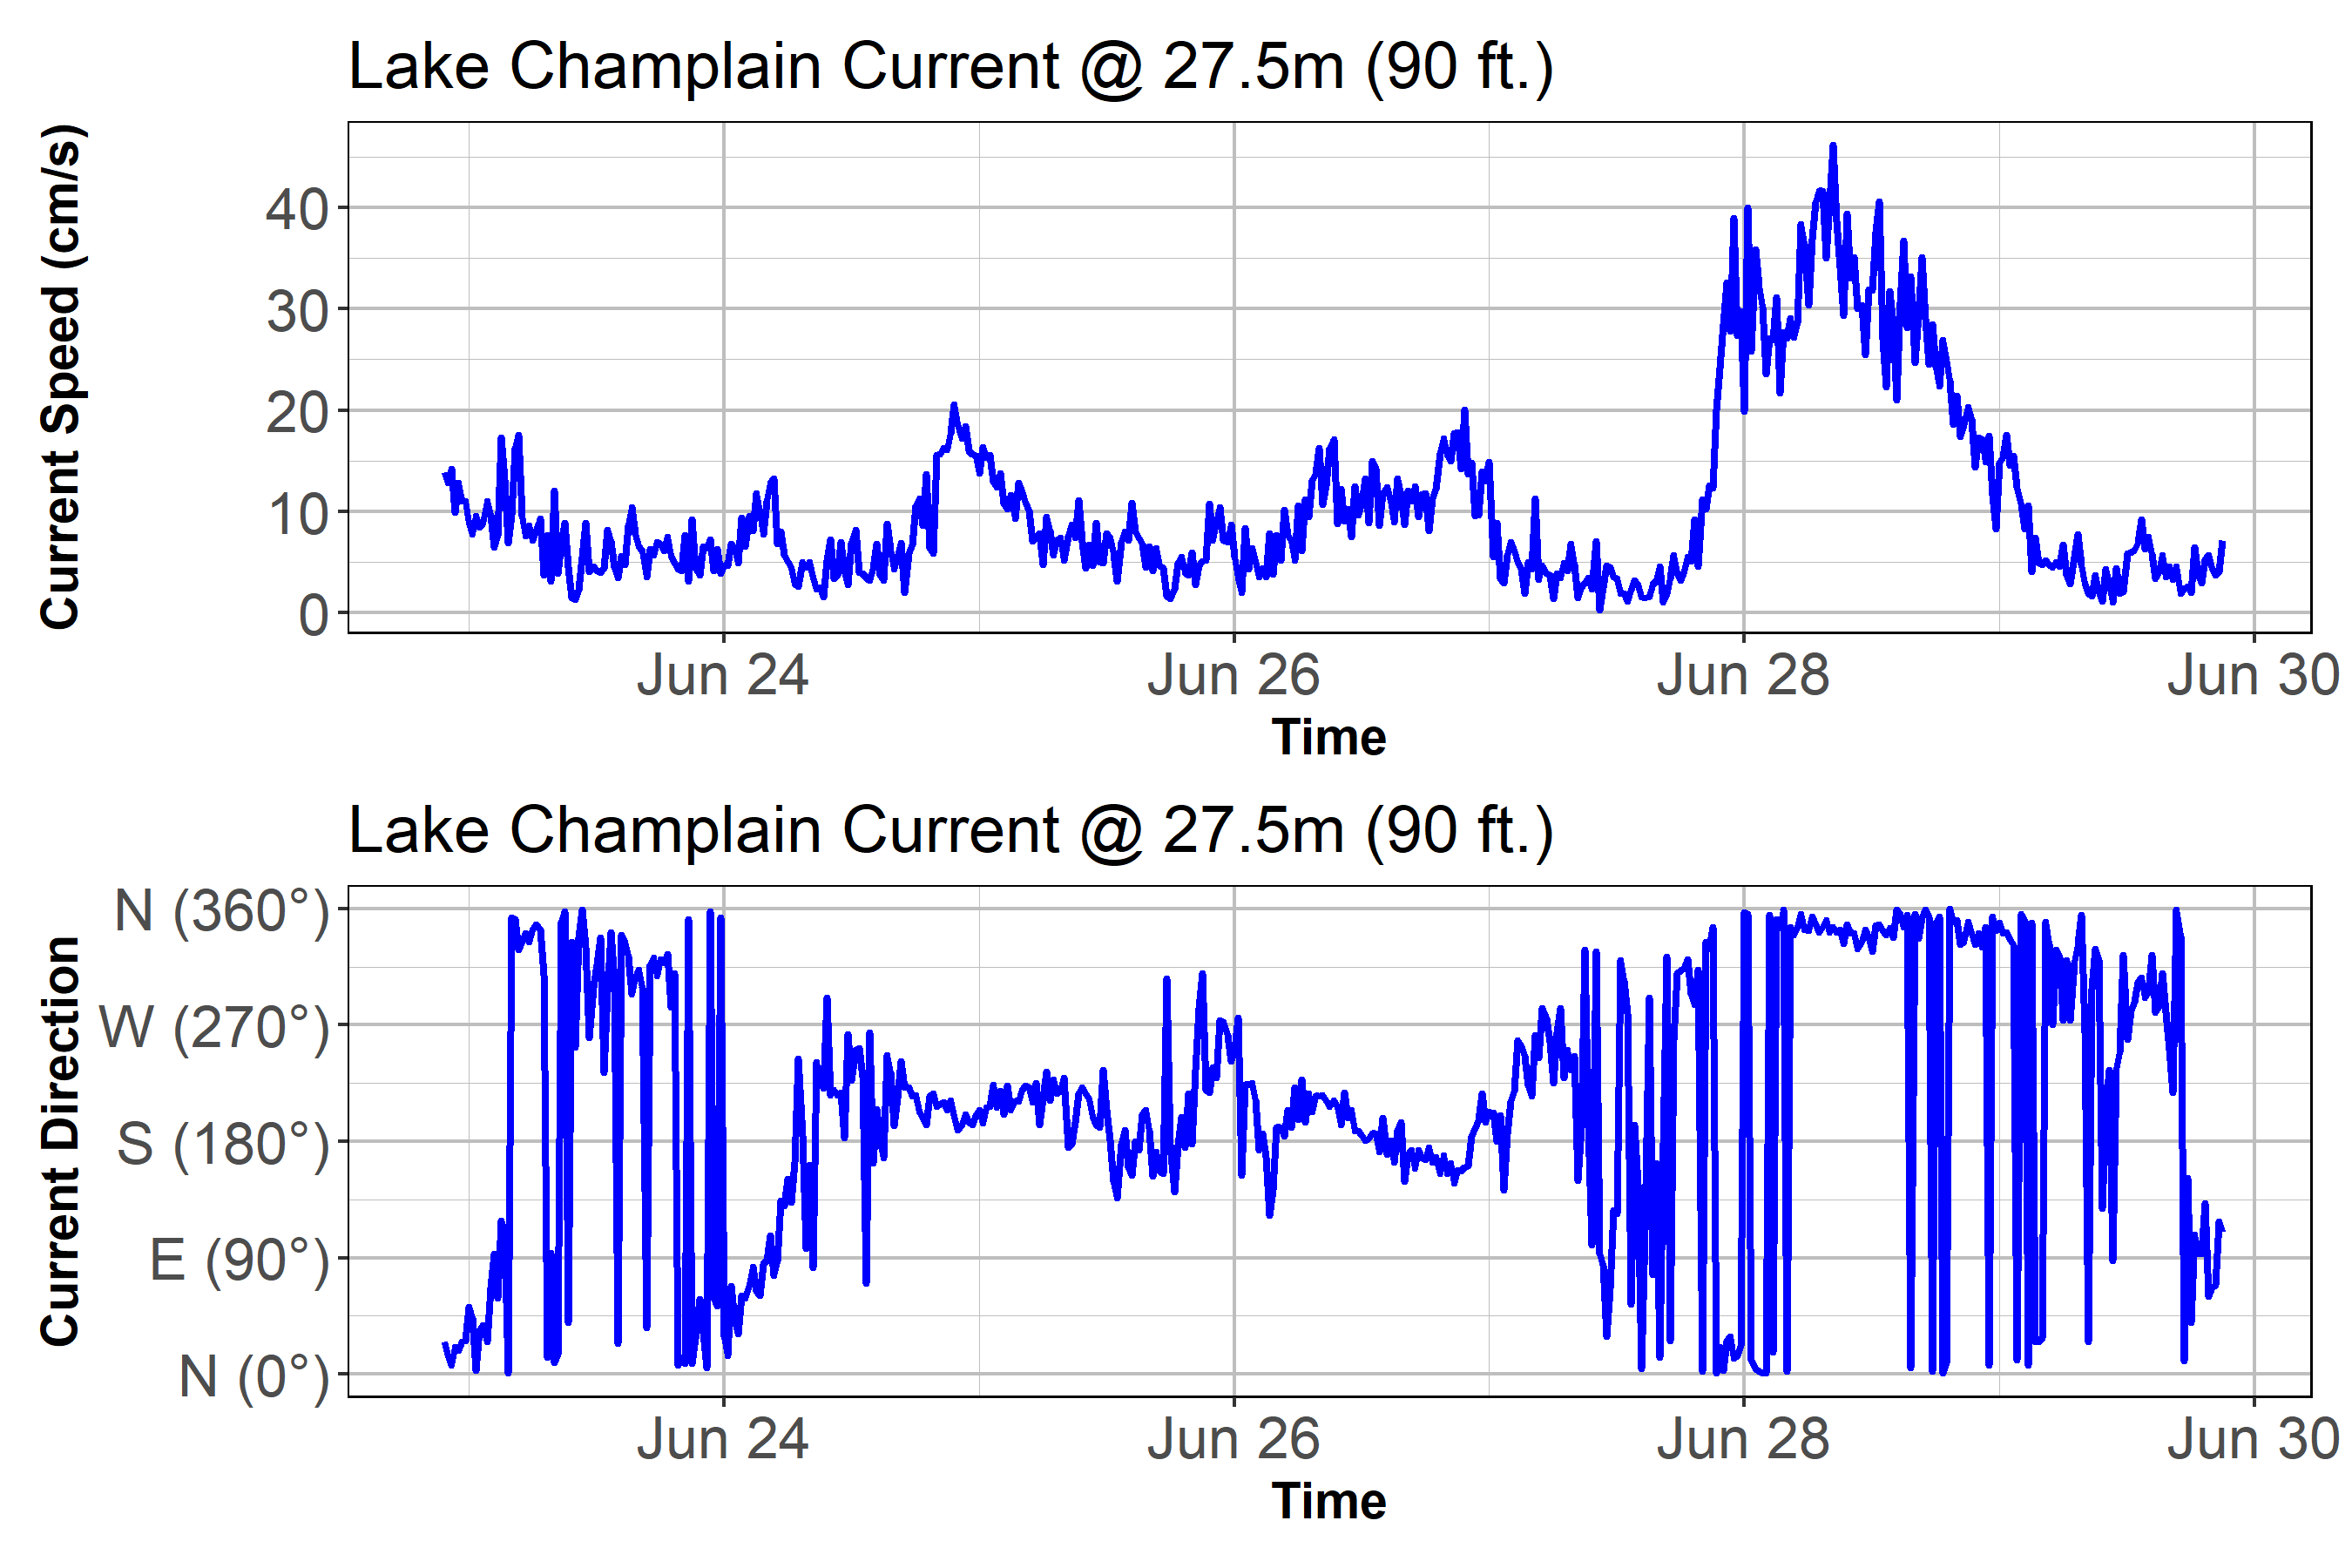 Lake Champlain Current @ 27.5m (90 ft.)
Current Speed (cm/s)
40
30
20
10
0
Jun 24 Jun 26 Jun 28 Jun 30
Time
Lake Champlain Current @ 27.5m (90 ft.)
Current Direction
N (360°)
W (270°)
S (180°)
E (90°)
N (0°)
Jun 24 Jun 26 Jun 28 Jun 30
Time